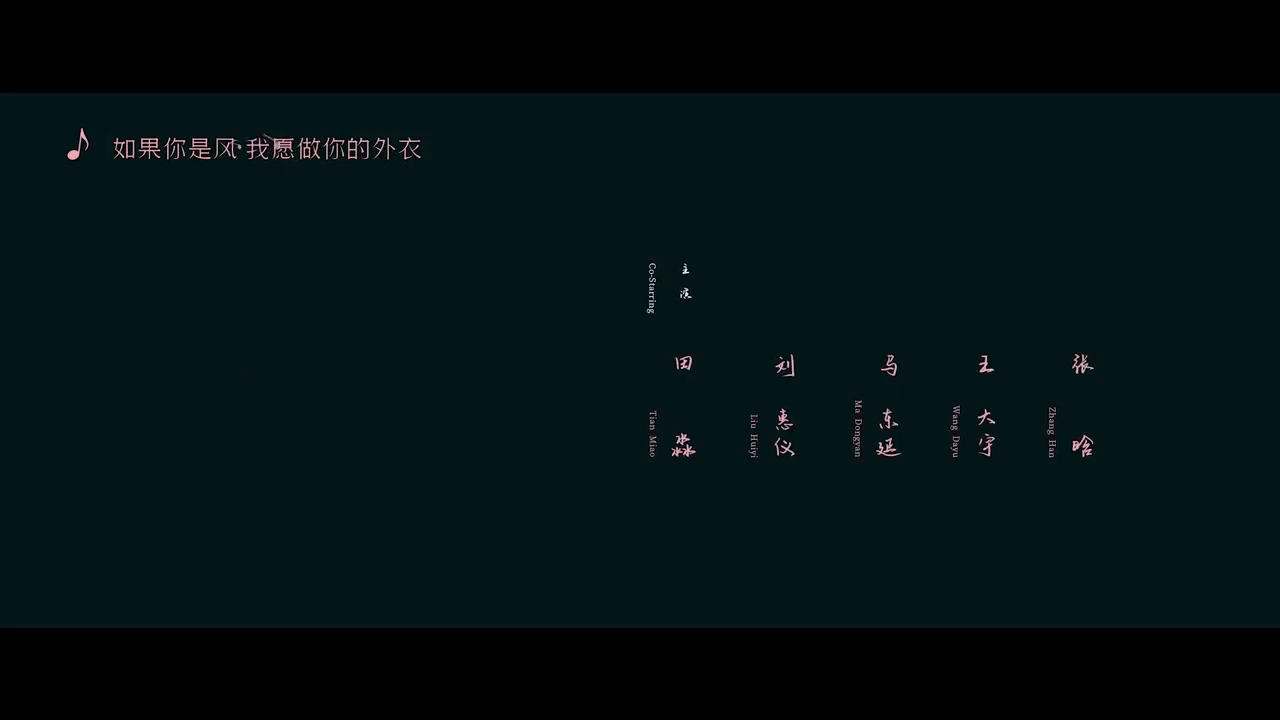 如果你是风 我愿做你的外衣
主演
Co-Starring
田淼
Tian Miao
刘惠仪
Liu Huiyi
马东延
Ma Dongyan
王大宇
Wang Dayu
张晗
Zhang Han